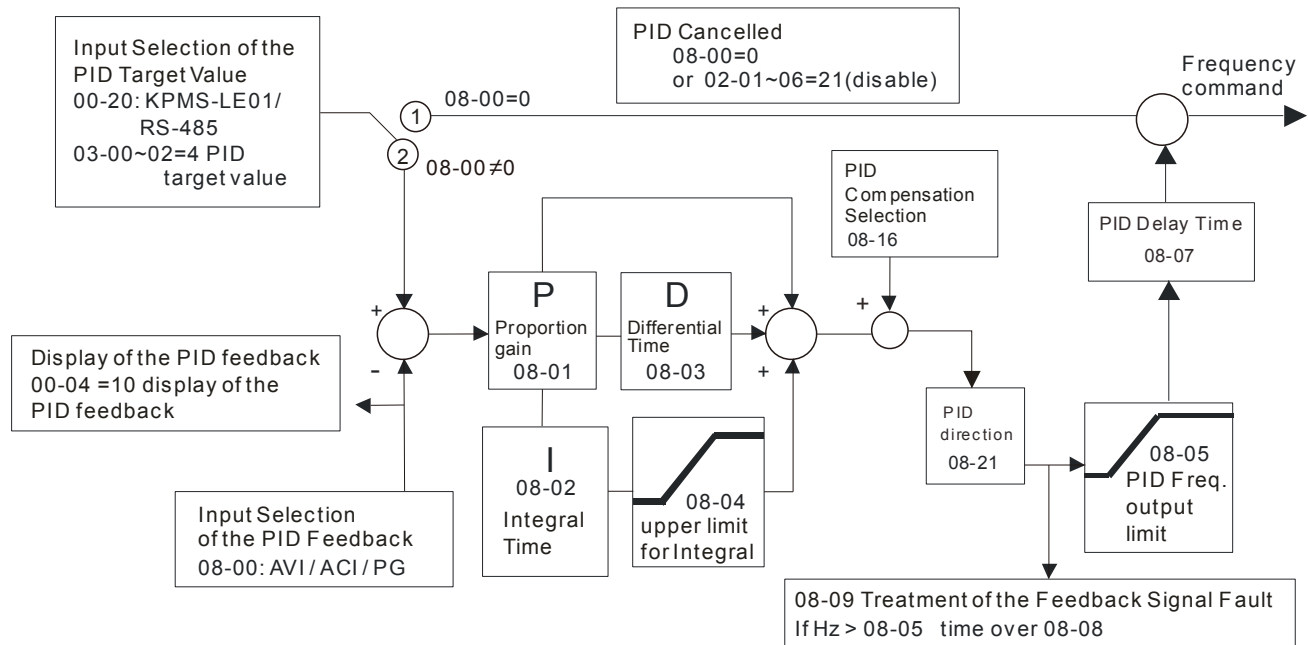 Input Selection of the
PID Target Value
00-20: KPMS-LE01/
RS-485
03-00~02=4 PID
target value
PID Cancelled
08-00=0
or 02-01~06=21(disable)
Frequency
command
1
08-00=0
2
08-00≠0
PID
Compensation
Selection
08-16
PID Delay Time
08-07
+
-
P
Proportion
gain
08-01
D
Differential
Time
08-03
+
+
+
Display of the PID feedback
00-04 =10 display of the
PID feedback
I
08-02
Integral
Time
08-04
upper limit
for Integral
PID
direction
08-21
08-05
PID Freq.
output
limit
Input Selection
of the PID Feedback
08-00: AVI / ACI / PG
08-09 Treatment of the Feedback Signal Fault
If Hz > 08-05 time over 08-08